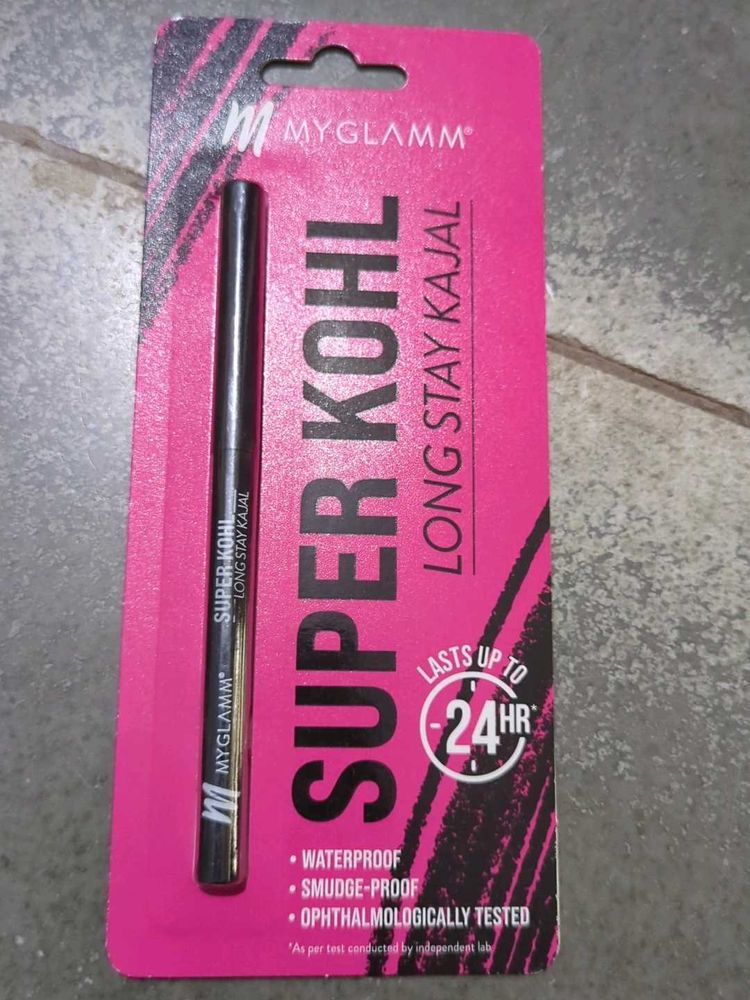 m MYGLAMM®
SUPER KOHL
LONG STAY KAJAL
m MYGLAMM®
SUPER KOHL
LONG STAY KAJAL
LASTS UP TO
24HR*
• WATERPROOF
• SMUDGE-PROOF
• OPHTHALMOLOGICALLY TESTED
*As per test conducted by independent lab